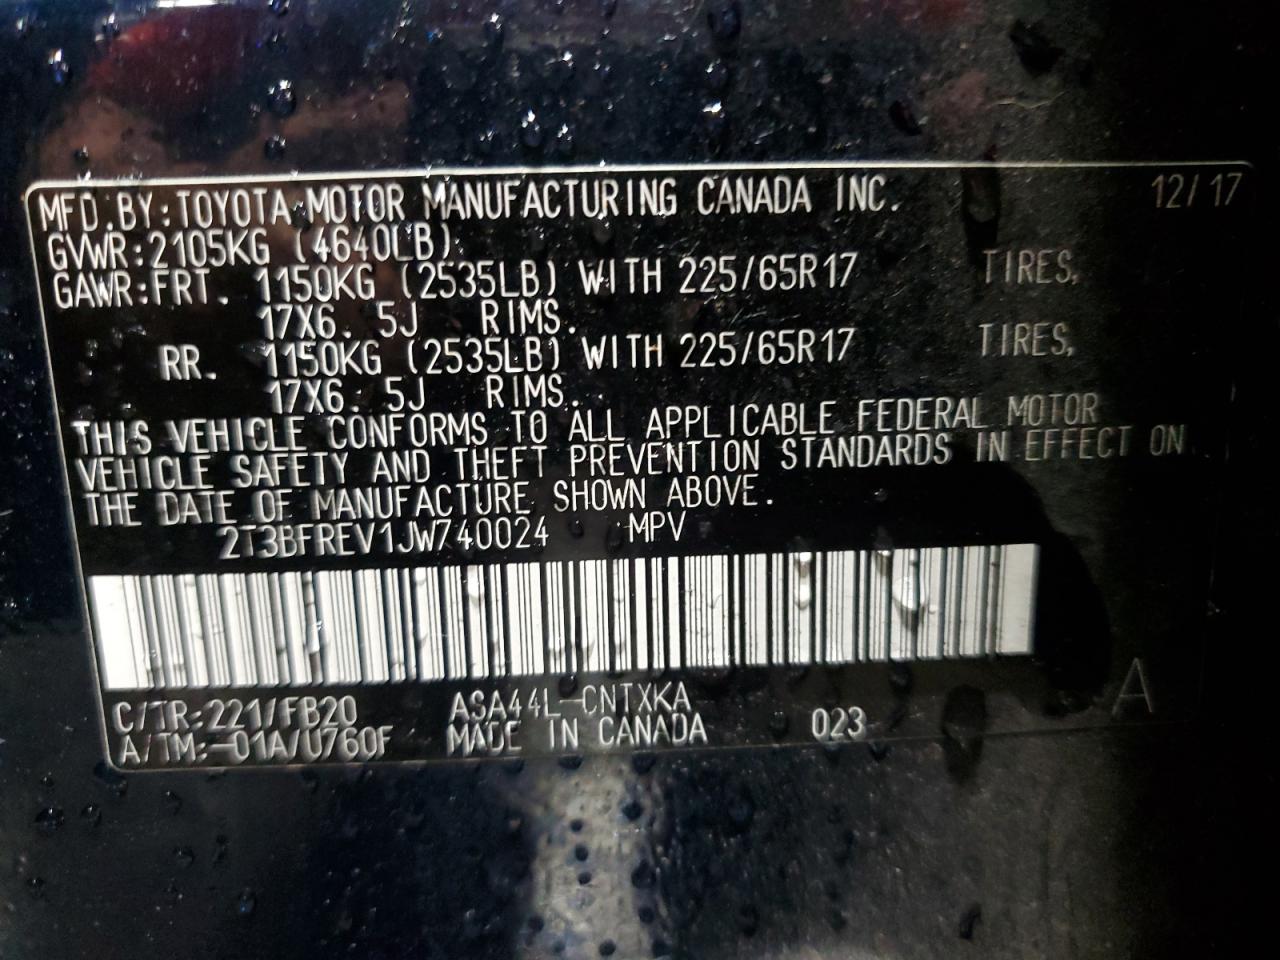 MFD.BY:TOYOTA MOTOR MANUFACTURING CANADA INC. 12/17
GVWR:2105KG (4640LB)
GAWR:FRT. 1150KG (2535LB) WITH 225/65R17 TIRES,
17X6.5J RIMS.
RR. 1150KG (2535LB) WITH 225/65R17 TIRES,
17X6.5J RIMS.
THIS VEHICLE CONFORMS TO ALL APPLICABLE FEDERAL MOTOR
VEHICLE SAFETY AND THEFT PREVENTION STANDARDS IN EFFECT ON
THE DATE OF MANUFACTURE SHOWN ABOVE.
2T3BFREV1JW740024 MPV
C/TR:221/FB20 ASA44L-CNTXKA A
A/TM:-01A/U760F MADE IN CANADA 023